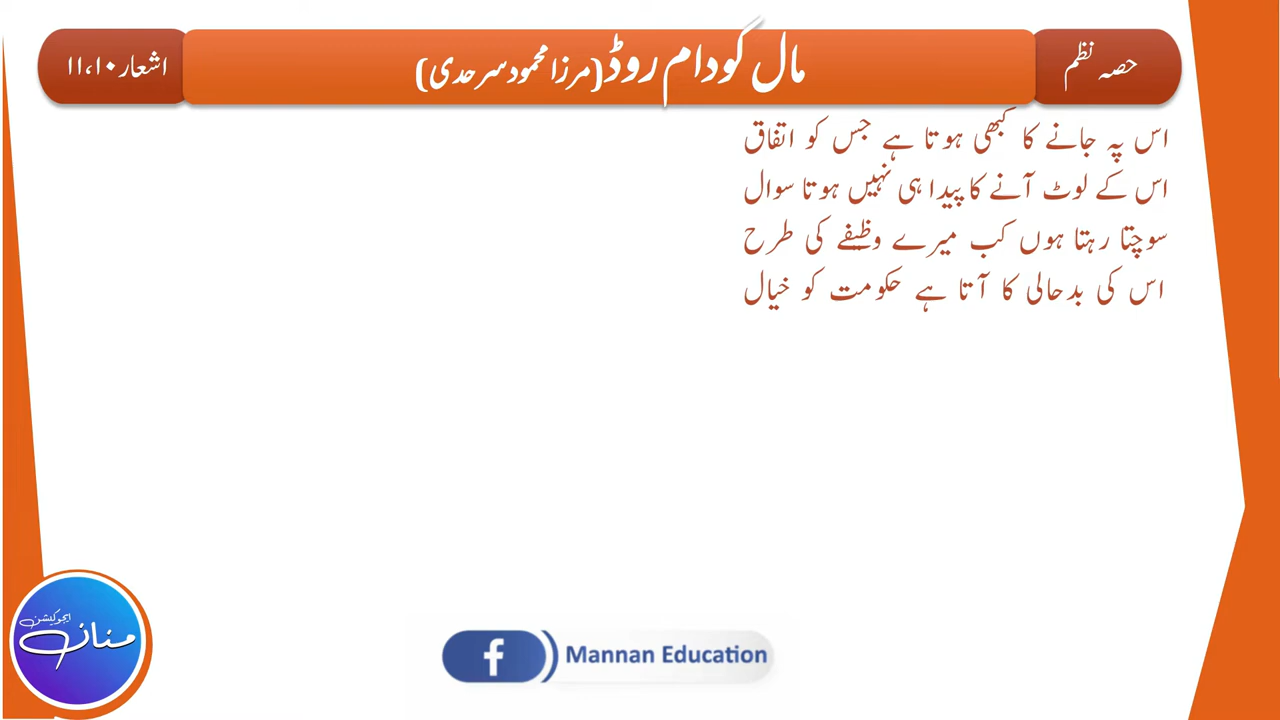 حصہ نظم
مال گودام روڈ(مرزا محمود سرحدی)
اشعار ۱۰،۱۱
اس پہ جانے کا کبھی ہوتا ہے جس کو اتفاق
اس کے لوٹ آنے کا پیدا ہی نہیں ہوتا سوال
سوچتا رہتا ہوں کب میرے وظیفے کی طرح
اس کی بدحالی کا آتا ہے حکومت کو خیال
ایجوکیشن
منان
f Mannan Education